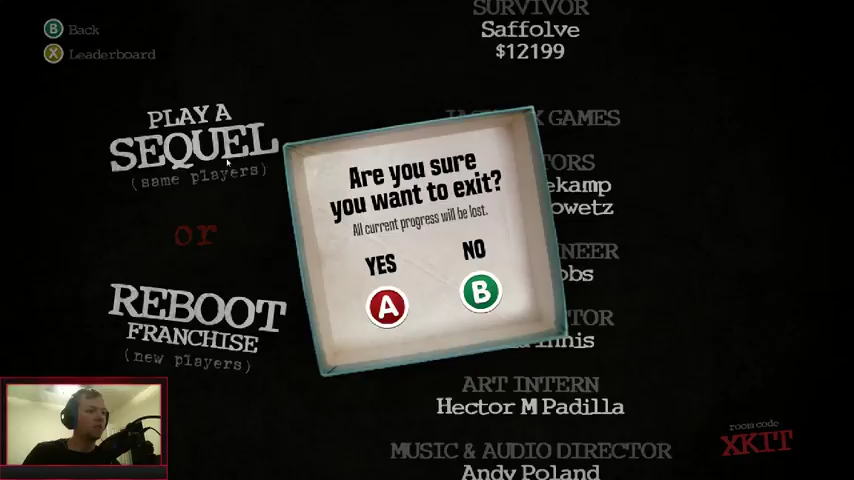 B Back
X Leaderboard
SURVIVOR
Saffolve
$12199
PLAY A
SEQUEL
(same players)
or
REBOOT
FRANCHISE
(new players)
Are you sure
you want to exit?
All current progress will be lost.
YES
NO
A
B
GAMES
ART INTERN
Hector M Padilla
MUSIC & AUDIO DIRECTOR
Andy Poland
room code
XKIT